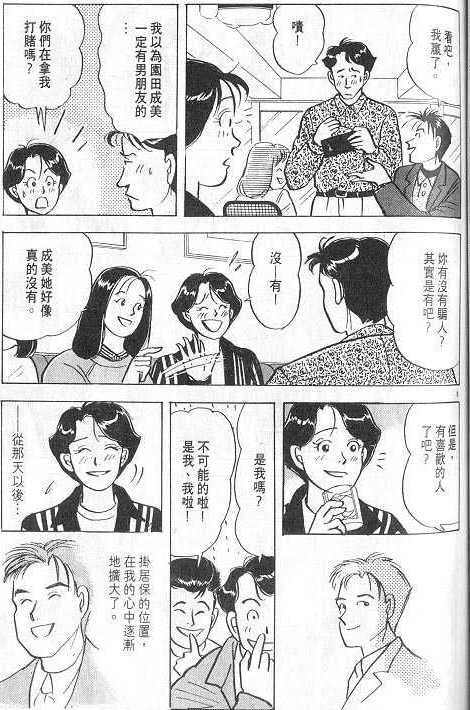 看吧，
我贏了。
嘖！
我以為園田成美
一定有男朋友的
…
你們在拿我
打賭嗎？
妳有沒有騙人？
其實是有吧？
沒有！
成美她好像
真的沒有。
但是，
有喜歡的人
了吧？
是我嗎？
不可能的啦！
是我、我啦！
——從那天以後…
掛居保的位置，
在我的心中逐漸
地擴大了。